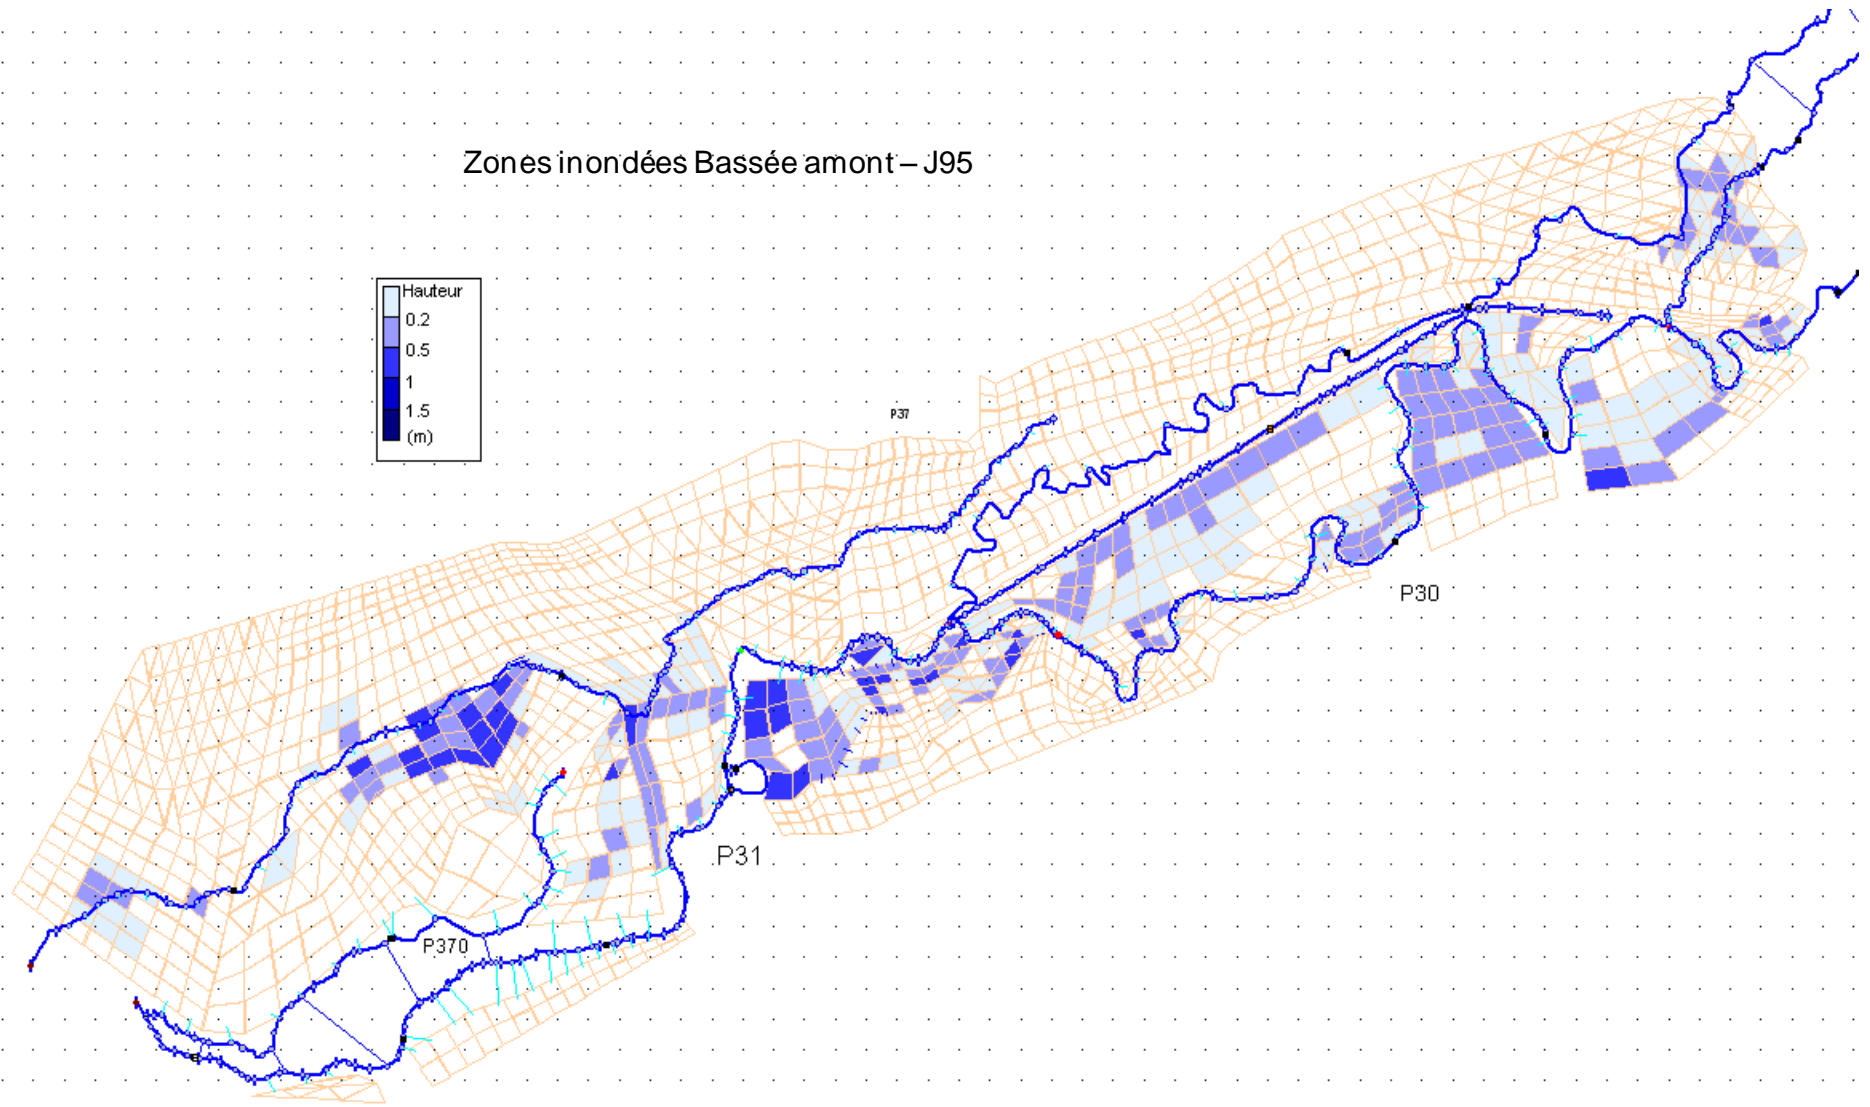 Zones inondées Bassée amont – J95
Hauteur
0.2
0.5
1
1.5
(m)
P37
P30
P31
P370